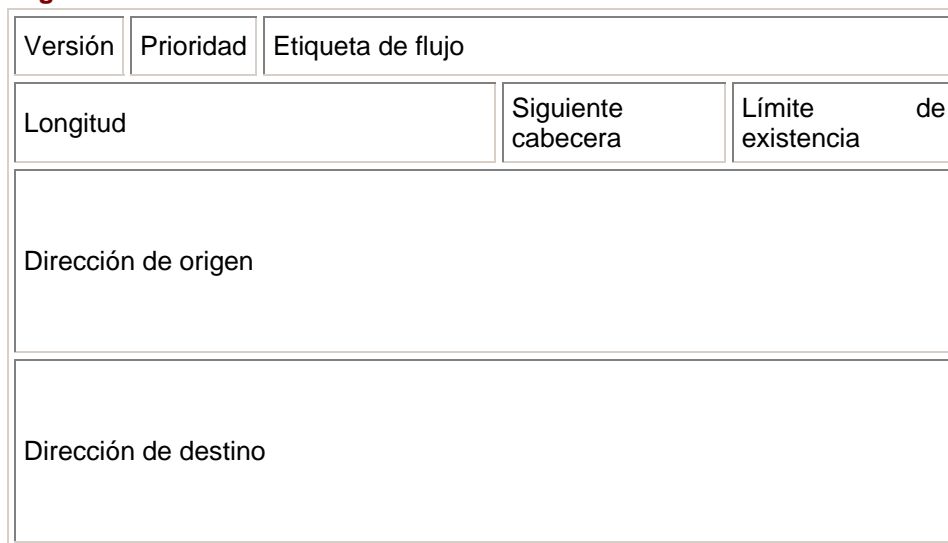 Versión Prioridad Etiqueta de flujo
Longitud Siguiente cabecera Límite de existencia
Dirección de origen
Dirección de destino